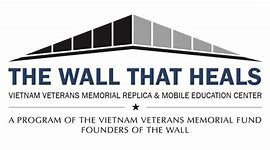 THE WALL THAT HEALS
VIETNAM VETERANS MEMORIAL REPLICA & MOBILE EDUCATION CENTER
A PROGRAM OF THE VIETNAM VETERANS MEMORIAL FUND
FOUNDERS OF THE WALL